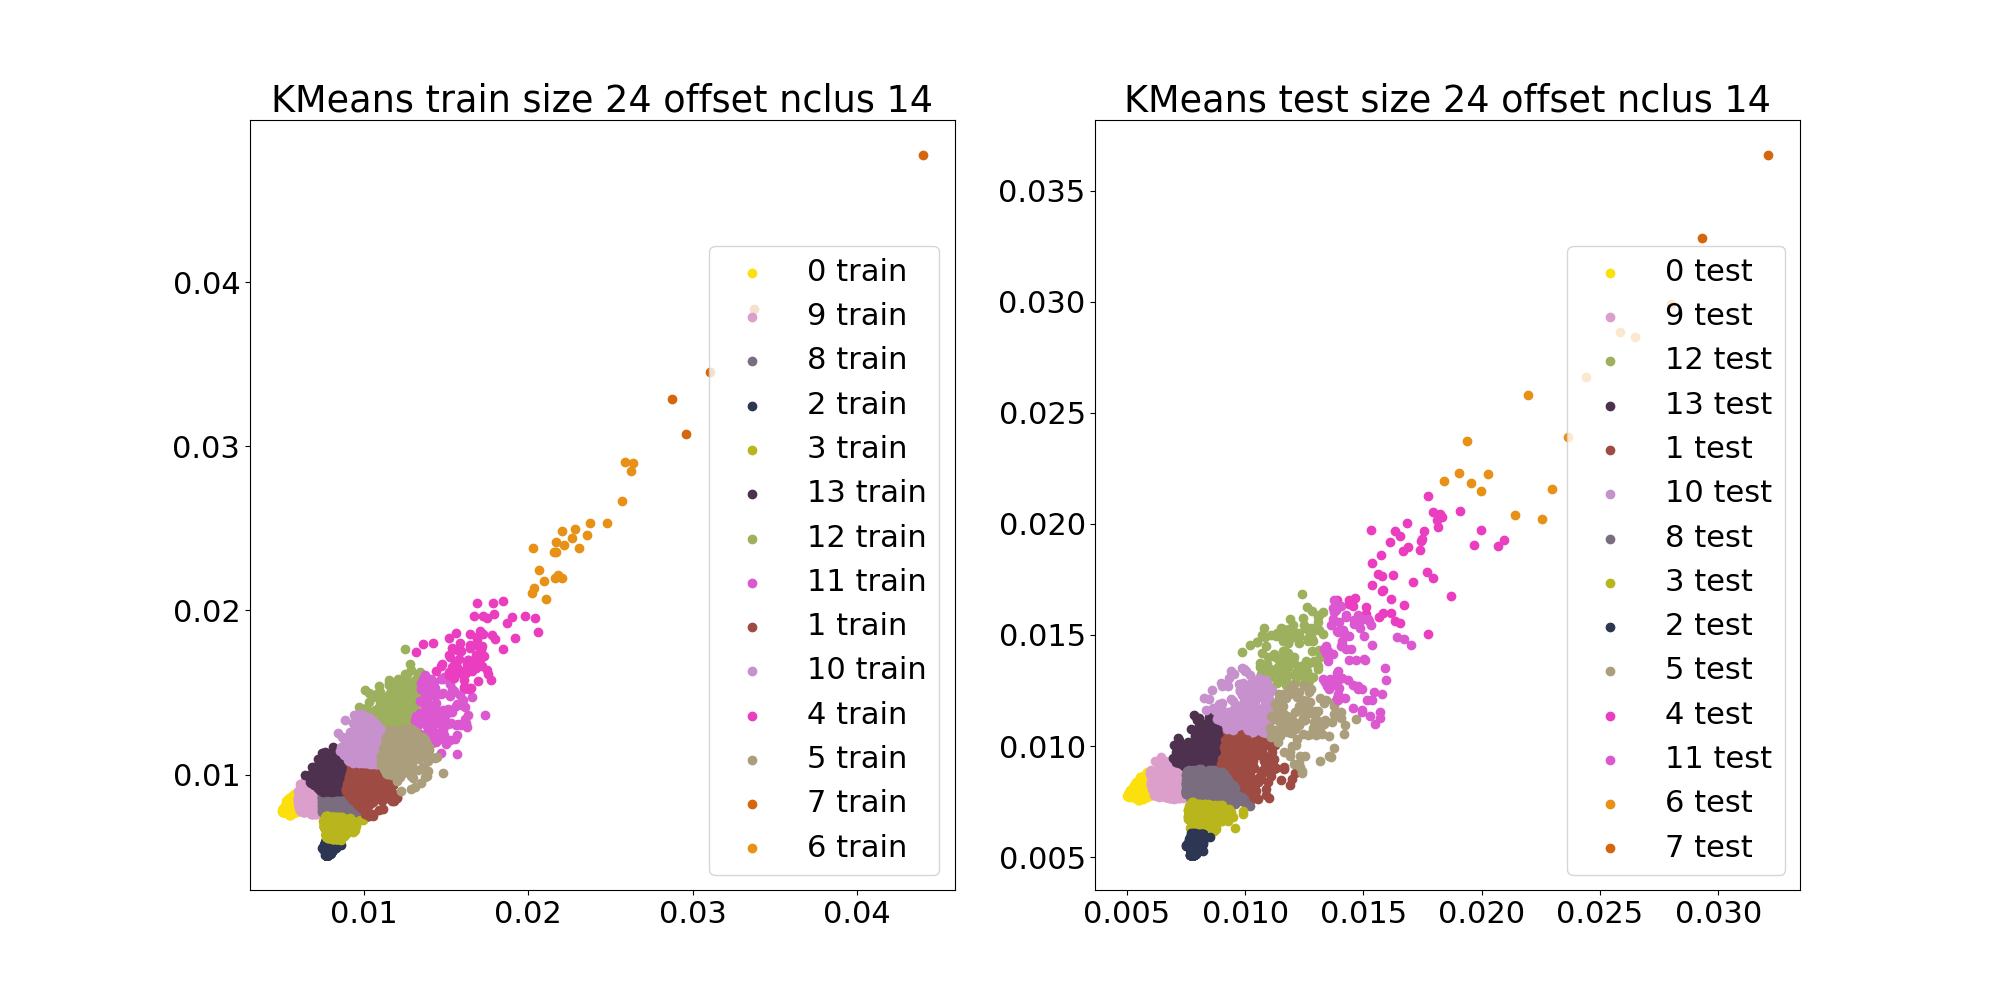 KMeans train size 24 offset nclus 14
0.04
0.03
0.02
0.01
0.01 0.02 0.03 0.04
0 train
9 train
8 train
2 train
3 train
13 train
12 train
11 train
1 train
10 train
4 train
5 train
7 train
6 train
KMeans test size 24 offset nclus 14
0.035
0.030
0.025
0.020
0.015
0.010
0.005
0.005 0.010 0.015 0.020 0.025 0.030
0 test
9 test
12 test
13 test
1 test
10 test
8 test
3 test
2 test
5 test
4 test
11 test
6 test
7 test